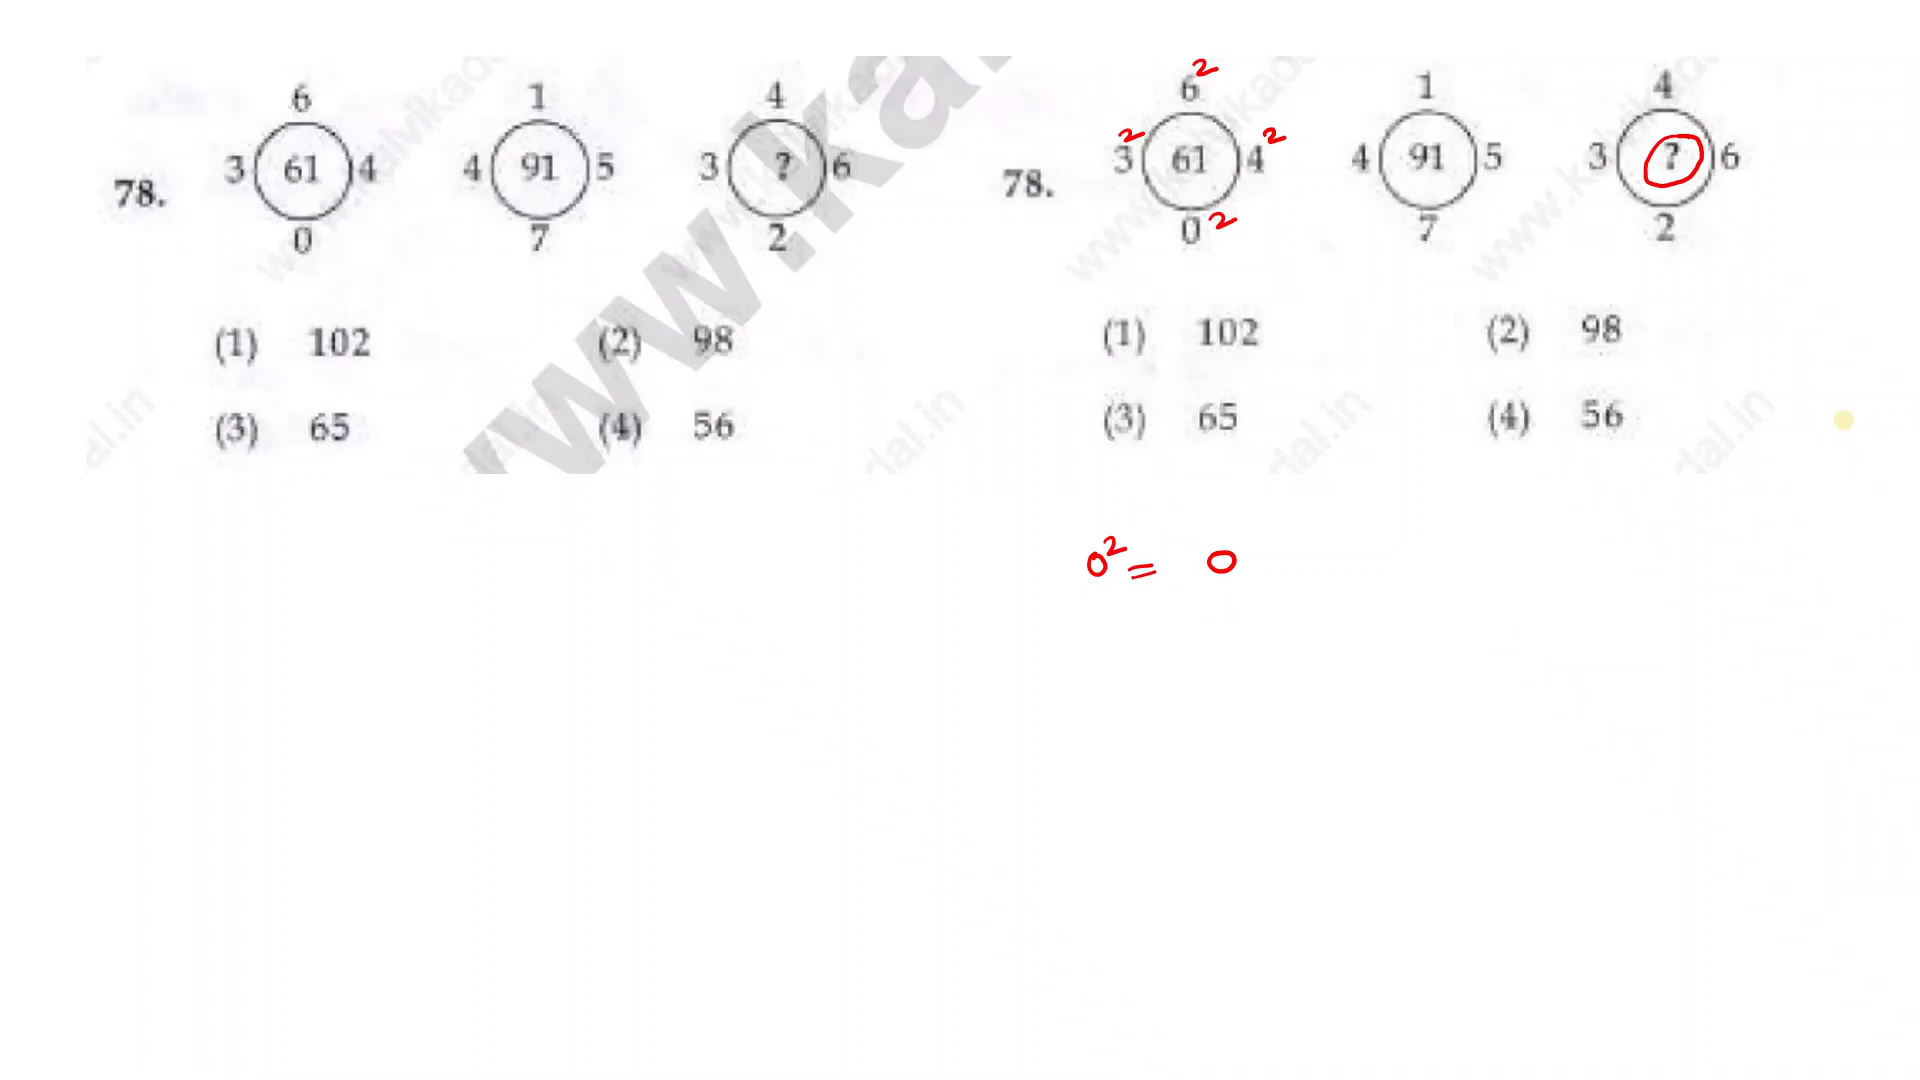 6 1 4
3 61 4 4 91 5 3 ? 6
78.
0 7 2
(1) 102 (2) 98
(3) 65 (4) 56
www.ka
6² 1 4
3² 61 4² 4 91 5 3 ? 6
78.
0² 7 2
(1) 102 (2) 98
(3) 65 (4) 56
0² = 0